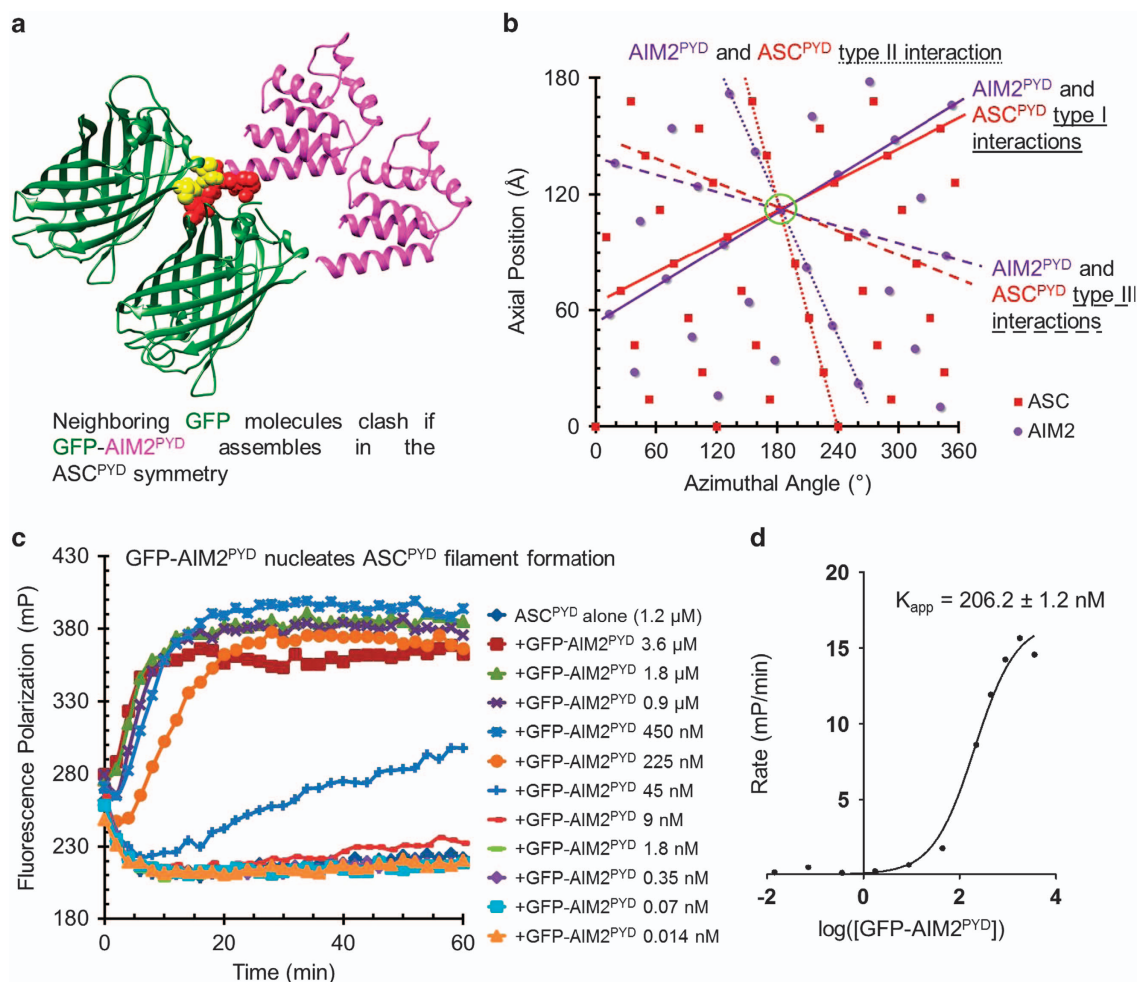 a
Neighboring GFP molecules clash if
GFP-AIM2PYD assembles in the
ASCPYD symmetry
b
AIM2PYD and ASCPYD type II interaction
AIM2PYD and
ASCPYD type I
interactions
AIM2PYD and
ASCPYD type III
interactions
Axial Position (Å)
180
120
60
0
0 60 120 180 240 300 360
Azimuthal Angle (°)
ASC
AIM2
c
GFP-AIM2PYD nucleates ASCPYD filament formation
Fluorescence Polarization (mP)
430
380
330
280
230
180
0 20 40 60
Time (min)
ASCPYD alone (1.2 µM)
+GFP-AIM2PYD 3.6 µM
+GFP-AIM2PYD 1.8 µM
+GFP-AIM2PYD 0.9 µM
+GFP-AIM2PYD 450 nM
+GFP-AIM2PYD 225 nM
+GFP-AIM2PYD 45 nM
+GFP-AIM2PYD 9 nM
+GFP-AIM2PYD 1.8 nM
+GFP-AIM2PYD 0.35 nM
+GFP-AIM2PYD 0.07 nM
+GFP-AIM2PYD 0.014 nM
d
Kapp = 206.2 ± 1.2 nM
Rate (mP/min)
20
15
10
5
-2 0 2 4
log([GFP-AIM2PYD])